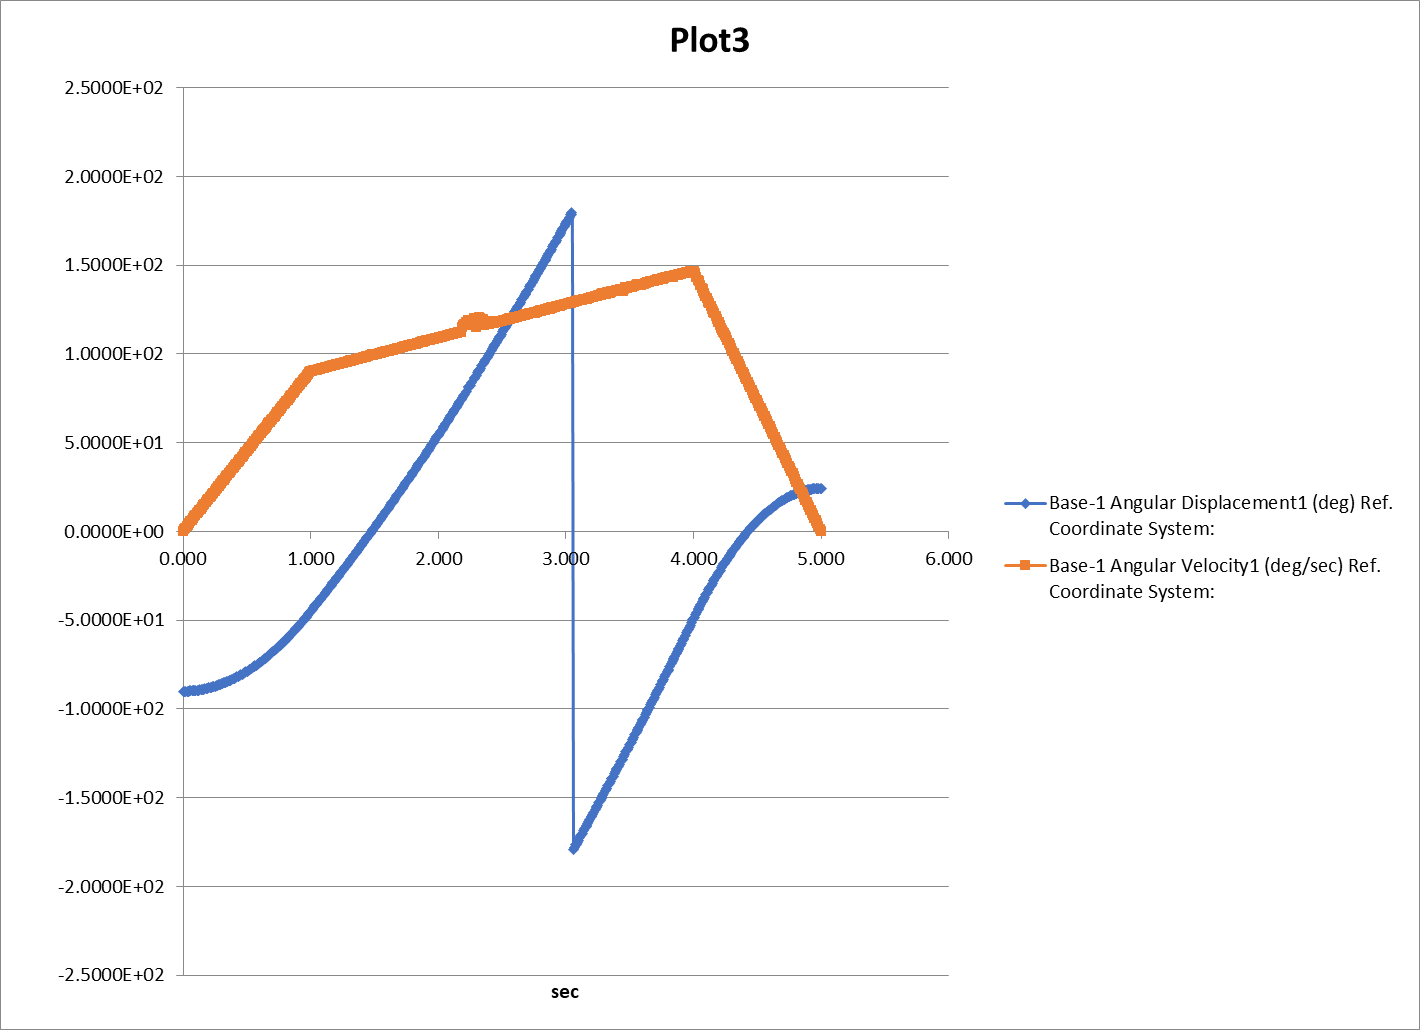 Plot3
2.5000E+02
2.0000E+02
1.5000E+02
1.0000E+02
5.0000E+01
0.0000E+00
0.000 1.000 2.000 3.000 4.000 5.000 6.000
-5.0000E+01
-1.0000E+02
-1.5000E+02
-2.0000E+02
-2.5000E+02
sec
Base-1 Angular Displacement1 (deg) Ref.
Coordinate System:
Base-1 Angular Velocity1 (deg/sec) Ref.
Coordinate System: